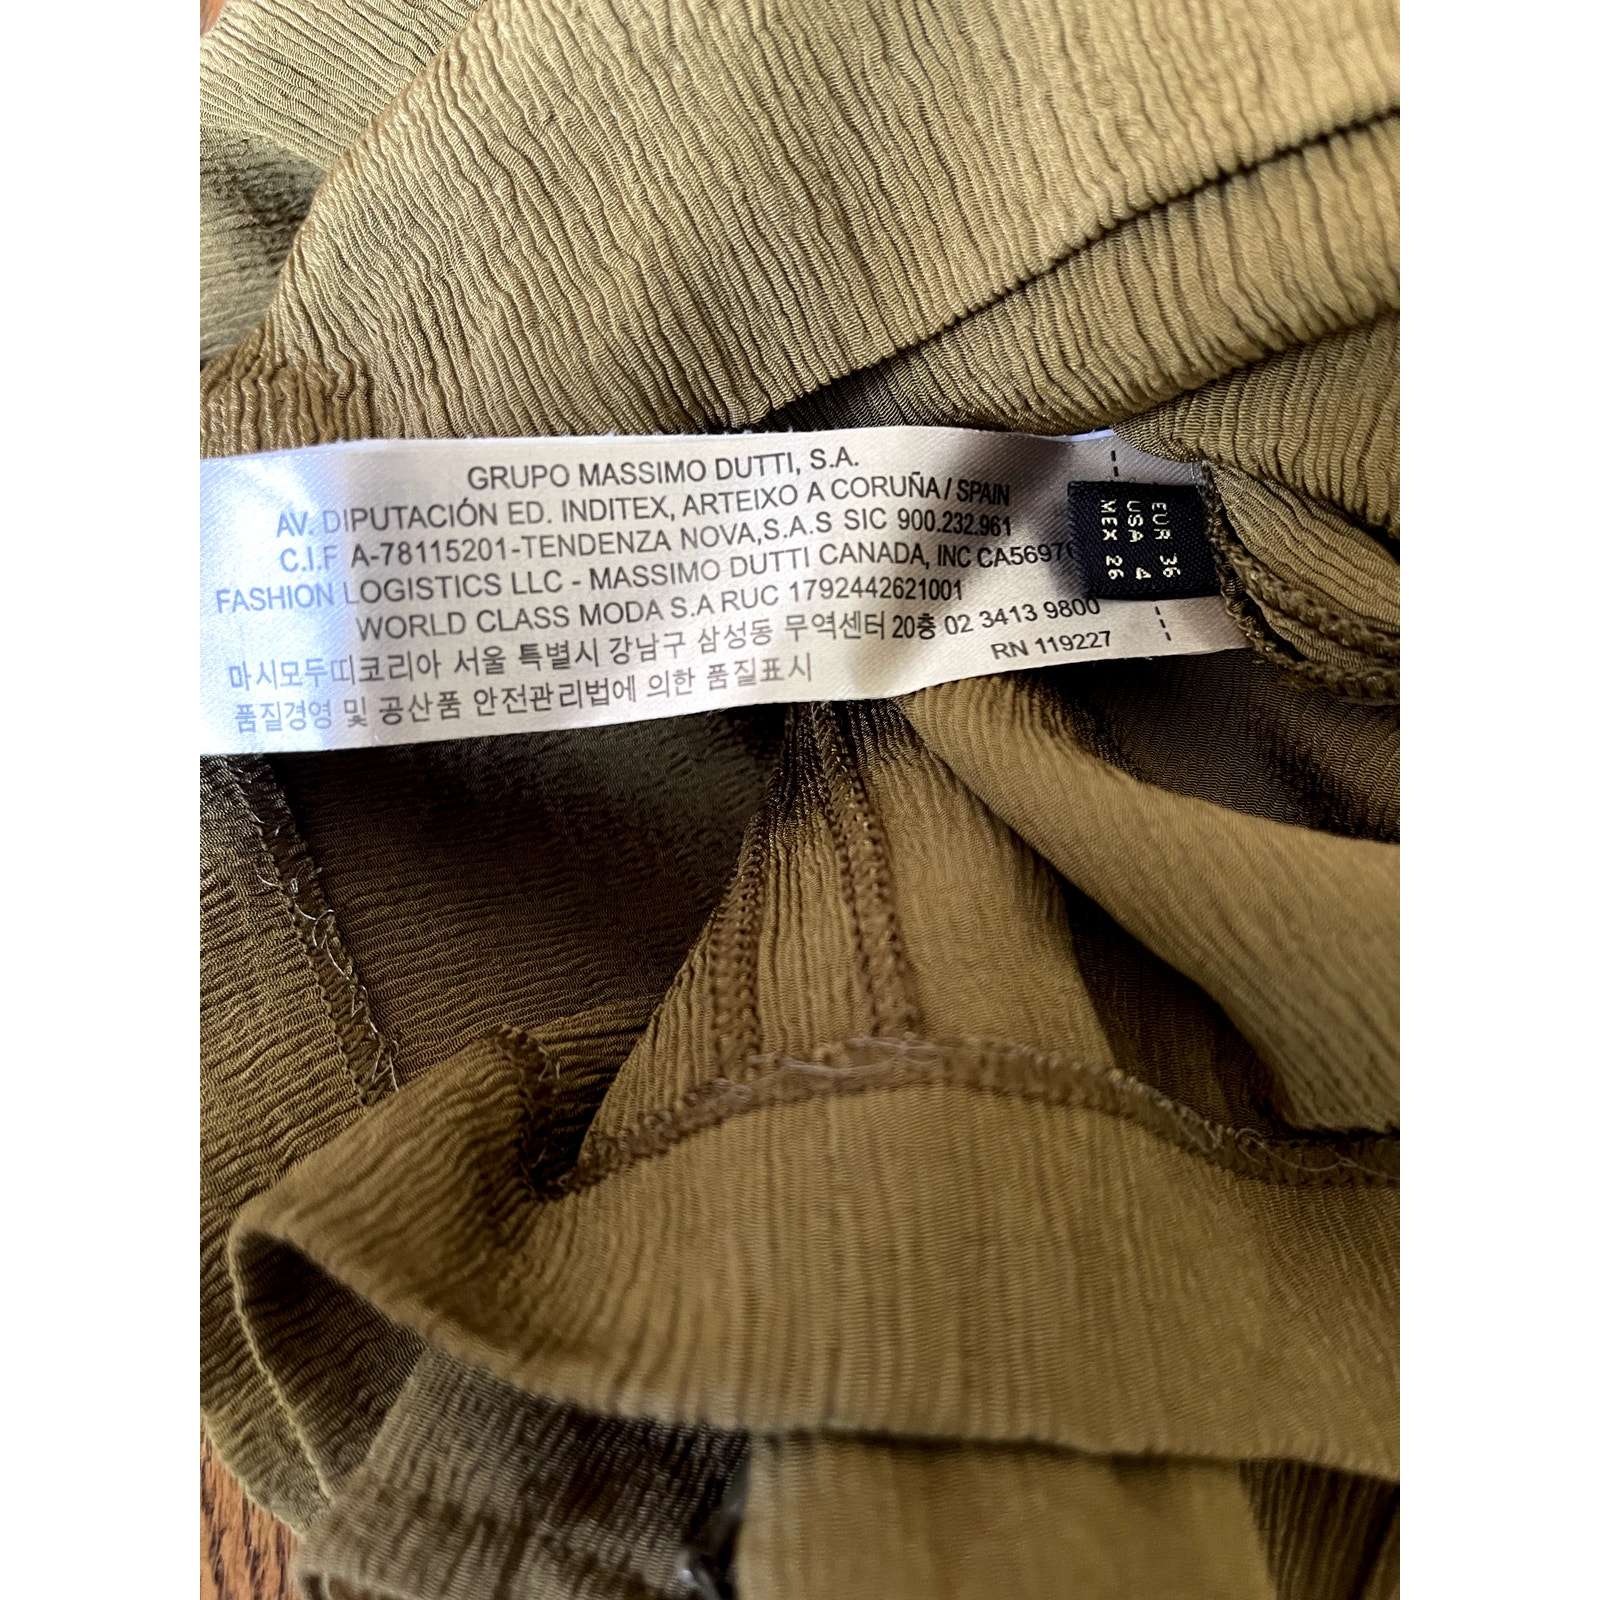 GRUPO MASSIMO DUTTI, S.A.
AV. DIPUTACIÓN ED. INDITEX, ARTEIXO A CORUÑA / SPAIN
C.I.F A-78115201-TENDENZA NOVA,S.A.S SIC 900.232.961
FASHION LOGISTICS LLC - MASSIMO DUTTI CANADA, INC
WORLD CLASS MODA S.A RUC 1792442621001
마시모두띠코리아 서울 특별시 강남구 삼성동 무역센터 20층 02 3413 9800
RN 119227
품질경영 및 공산품 안전관리법에 의한 품질표시
EUR 36
USA 4
MEX 26